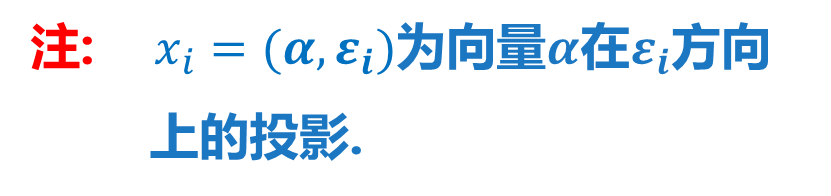 注: xᵢ = (α, εᵢ)为向量α在εᵢ方向
上的投影.